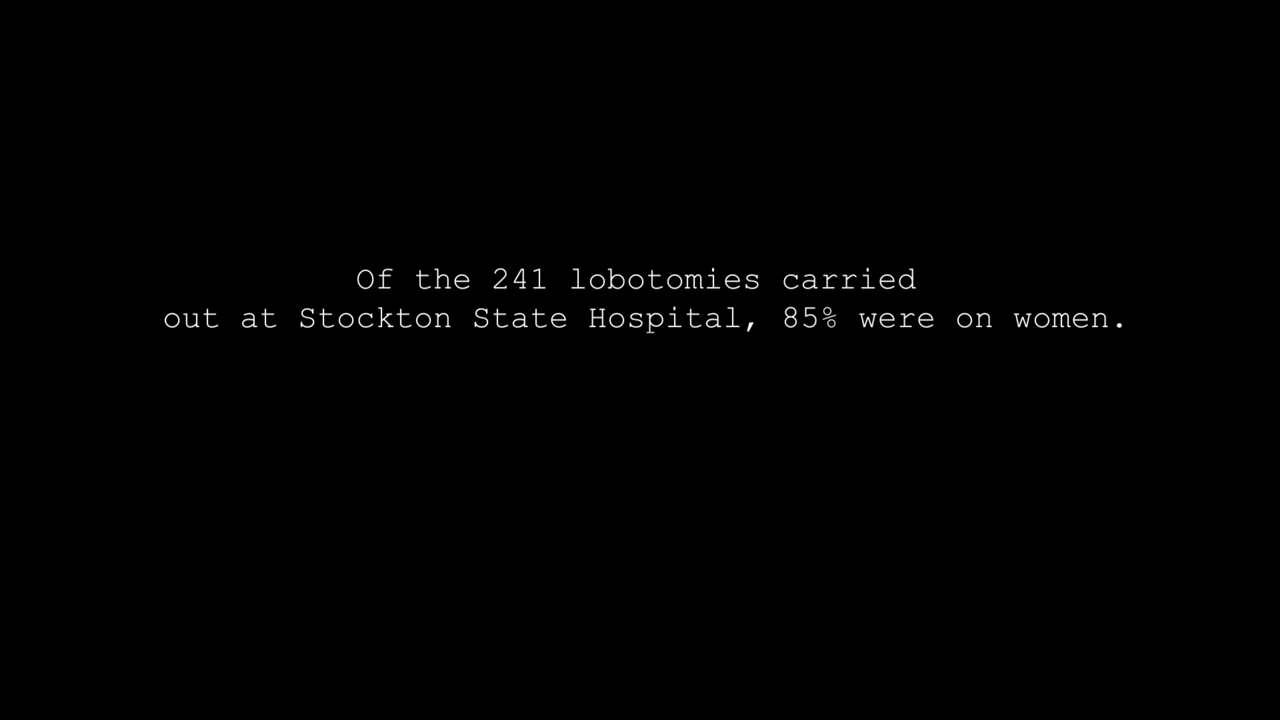 Of the 241 lobotomies carried
out at Stockton State Hospital, 85% were on women.